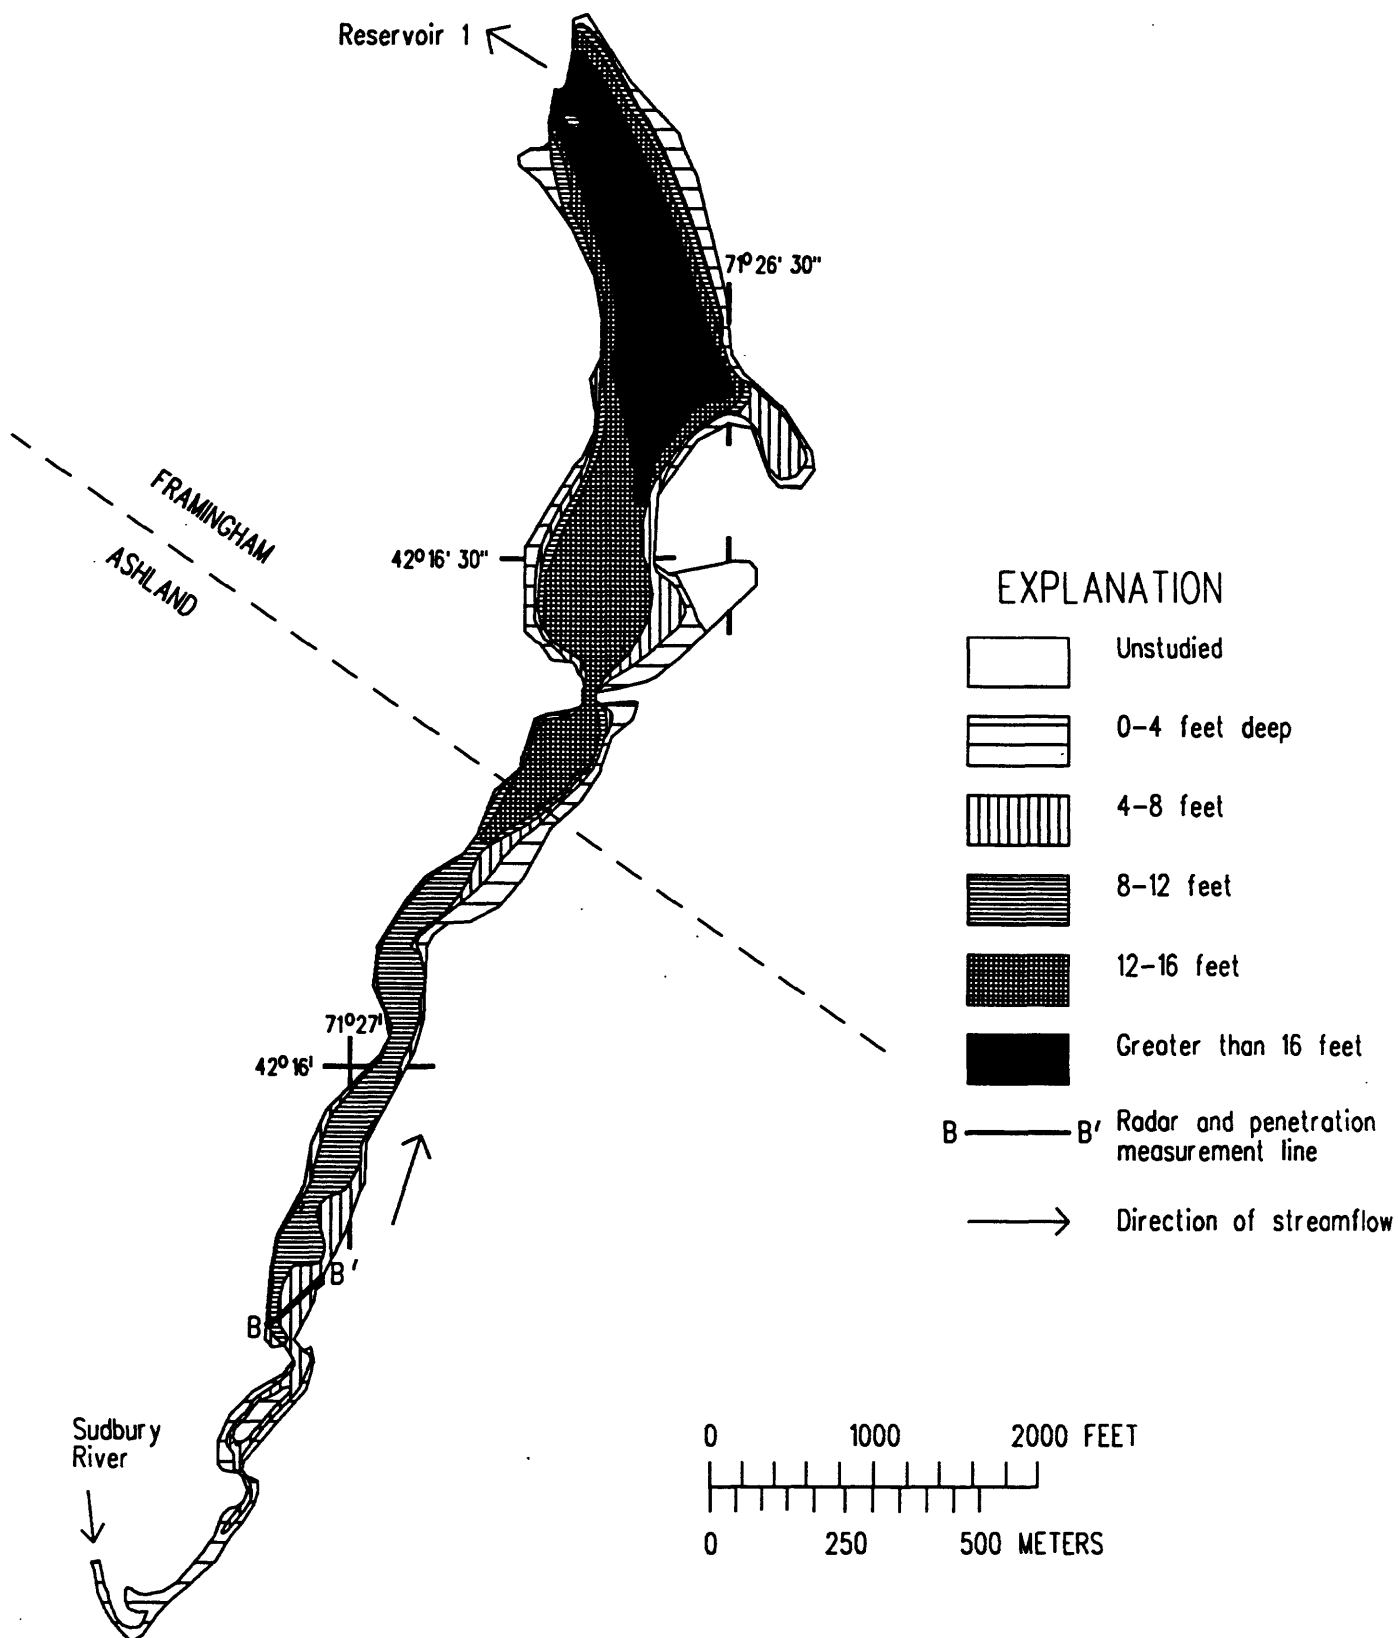 Reservoir 1
71° 26' 30"
FRAMINGHAM
ASHLAND
42° 16' 30"
EXPLANATION
Unstudied
0-4 feet deep
4-8 feet
8-12 feet
12-16 feet
Greater than 16 feet
B B' Radar and penetration
measurement line
Direction of streamflow
71° 27'
42° 16'
B'
B
Sudbury
River
0 1000 2000 FEET
0 250 500 METERS